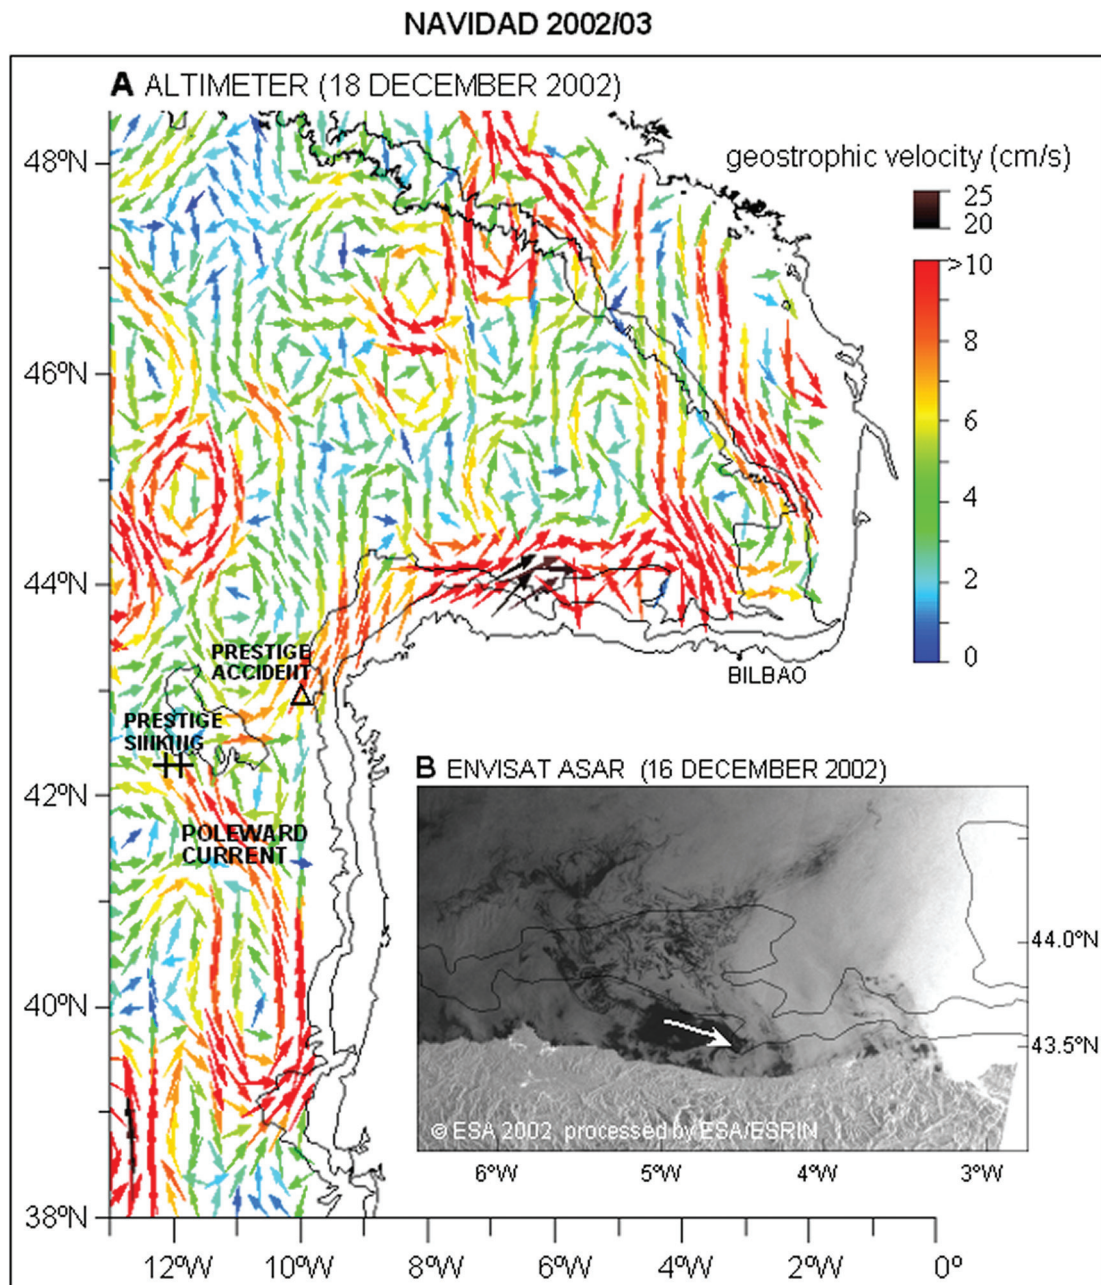 NAVIDAD 2002/03
A ALTIMETER (18 DECEMBER 2002)
geostrophic velocity (cm/s)
25
20
>10
8
6
4
2
0
48ºN
46ºN
44ºN
42ºN
40ºN
38ºN
PRESTIGE
ACCIDENT
PRESTIGE
SINKING
POLEWARD
CURRENT
BILBAO
B ENVISAT ASAR (16 DECEMBER 2002)
44.0ºN
43.5ºN
© ESA 2002 processed by ESA/ESRIN
6ºW 5ºW 4ºW 3ºW
12ºW 10ºW 8ºW 6ºW 4ºW 2ºW 0º